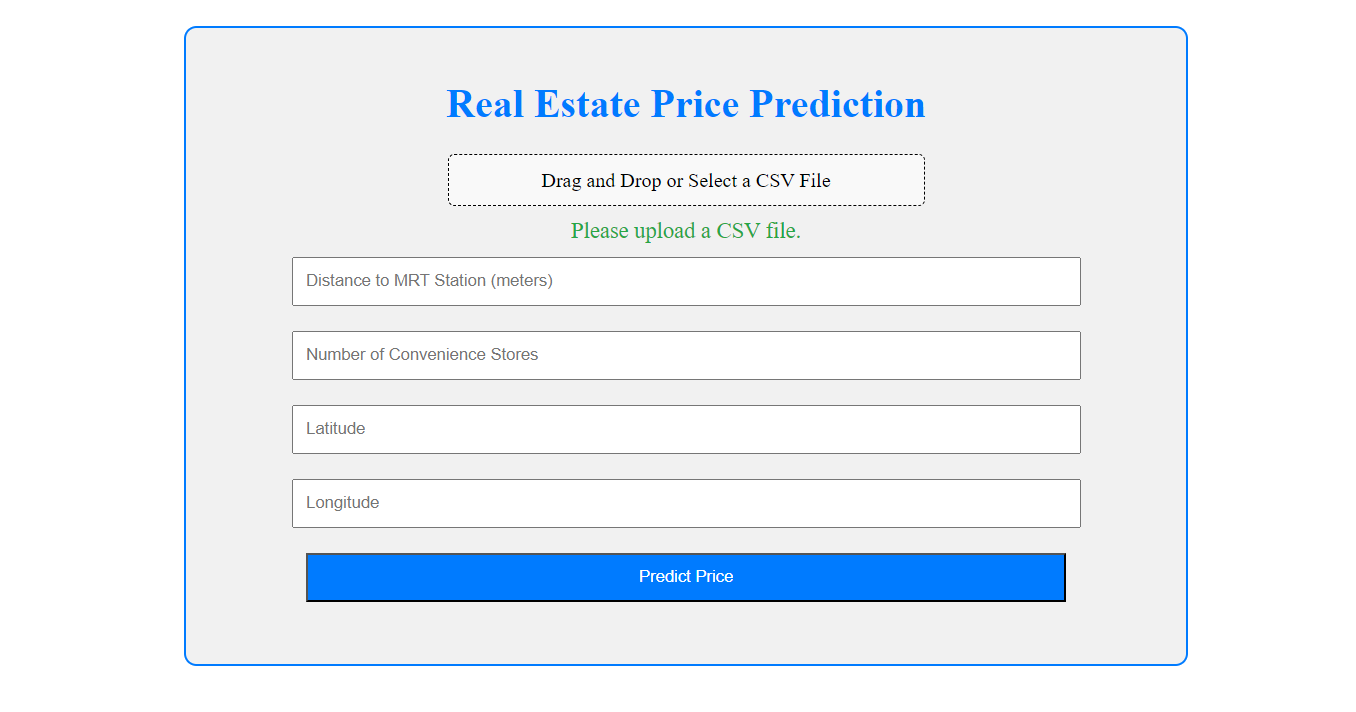 Real Estate Price Prediction
Drag and Drop or Select a CSV File
Please upload a CSV file.
Distance to MRT Station (meters)
Number of Convenience Stores
Latitude
Longitude
Predict Price